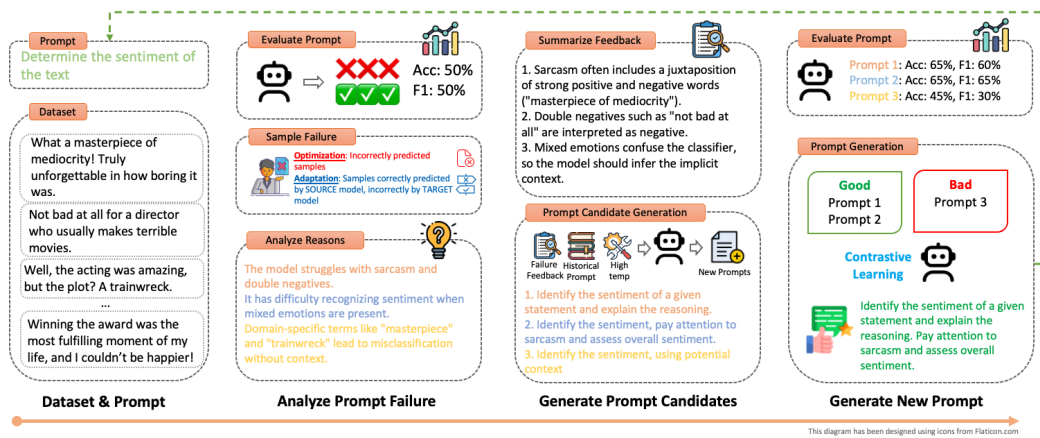 Prompt
Determine the sentiment of
the text
Dataset
What a masterpiece of
mediocrity! Truly
unforgettable in how boring it
was.
Not bad at all for a director
who usually makes terrible
movies.
Well, the acting was amazing,
but the plot? A trainwreck.
...
Winning the award was the
most fulfilling moment of my
life, and I couldn't be happier!
Dataset & Prompt
Evaluate Prompt
Acc: 50%
F1: 50%
Sample Failure
Optimization: Incorrectly predicted
samples
Adaptation: Samples correctly predicted
by SOURCE model, incorrectly by TARGET
model
Analyze Reasons
The model struggles with sarcasm and
double negatives.
It has difficulty recognizing sentiment when
mixed emotions are present.
Domain-specific terms like "masterpiece"
and "trainwreck" lead to misclassification
without context.
Analyze Prompt Failure
Summarize Feedback
1. Sarcasm often includes a juxtaposition
of strong positive and negative words
("masterpiece of mediocrity").
2. Double negatives such as "not bad at
all" are interpreted as negative.
3. Mixed emotions confuse the classifier,
so the model should infer the implicit
context.
Prompt Candidate Generation
Failure
Feedback
Historical
Prompt
High
temp
New Prompts
1. Identify the sentiment of a given
statement and explain the reasoning.
2. Identify the sentiment, pay attention to
sarcasm and assess overall sentiment.
3. Identify the sentiment, using potential
context
Generate Prompt Candidates
Evaluate Prompt
Prompt 1: Acc: 65%, F1: 60%
Prompt 2: Acc: 65%, F1: 65%
Prompt 3: Acc: 45%, F1: 30%
Prompt Generation
Good
Prompt 1
Prompt 2
Bad
Prompt 3
Contrastive
Learning
Identify the sentiment of a given
statement and explain the
reasoning. Pay attention to
sarcasm and assess overall
sentiment.
Generate New Prompt
This diagram has been designed using icons from Flaticon.com